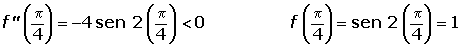 f"(π/4) = -4 sen 2(π/4) < 0    f(π/4) = sen 2(π/4) = 1